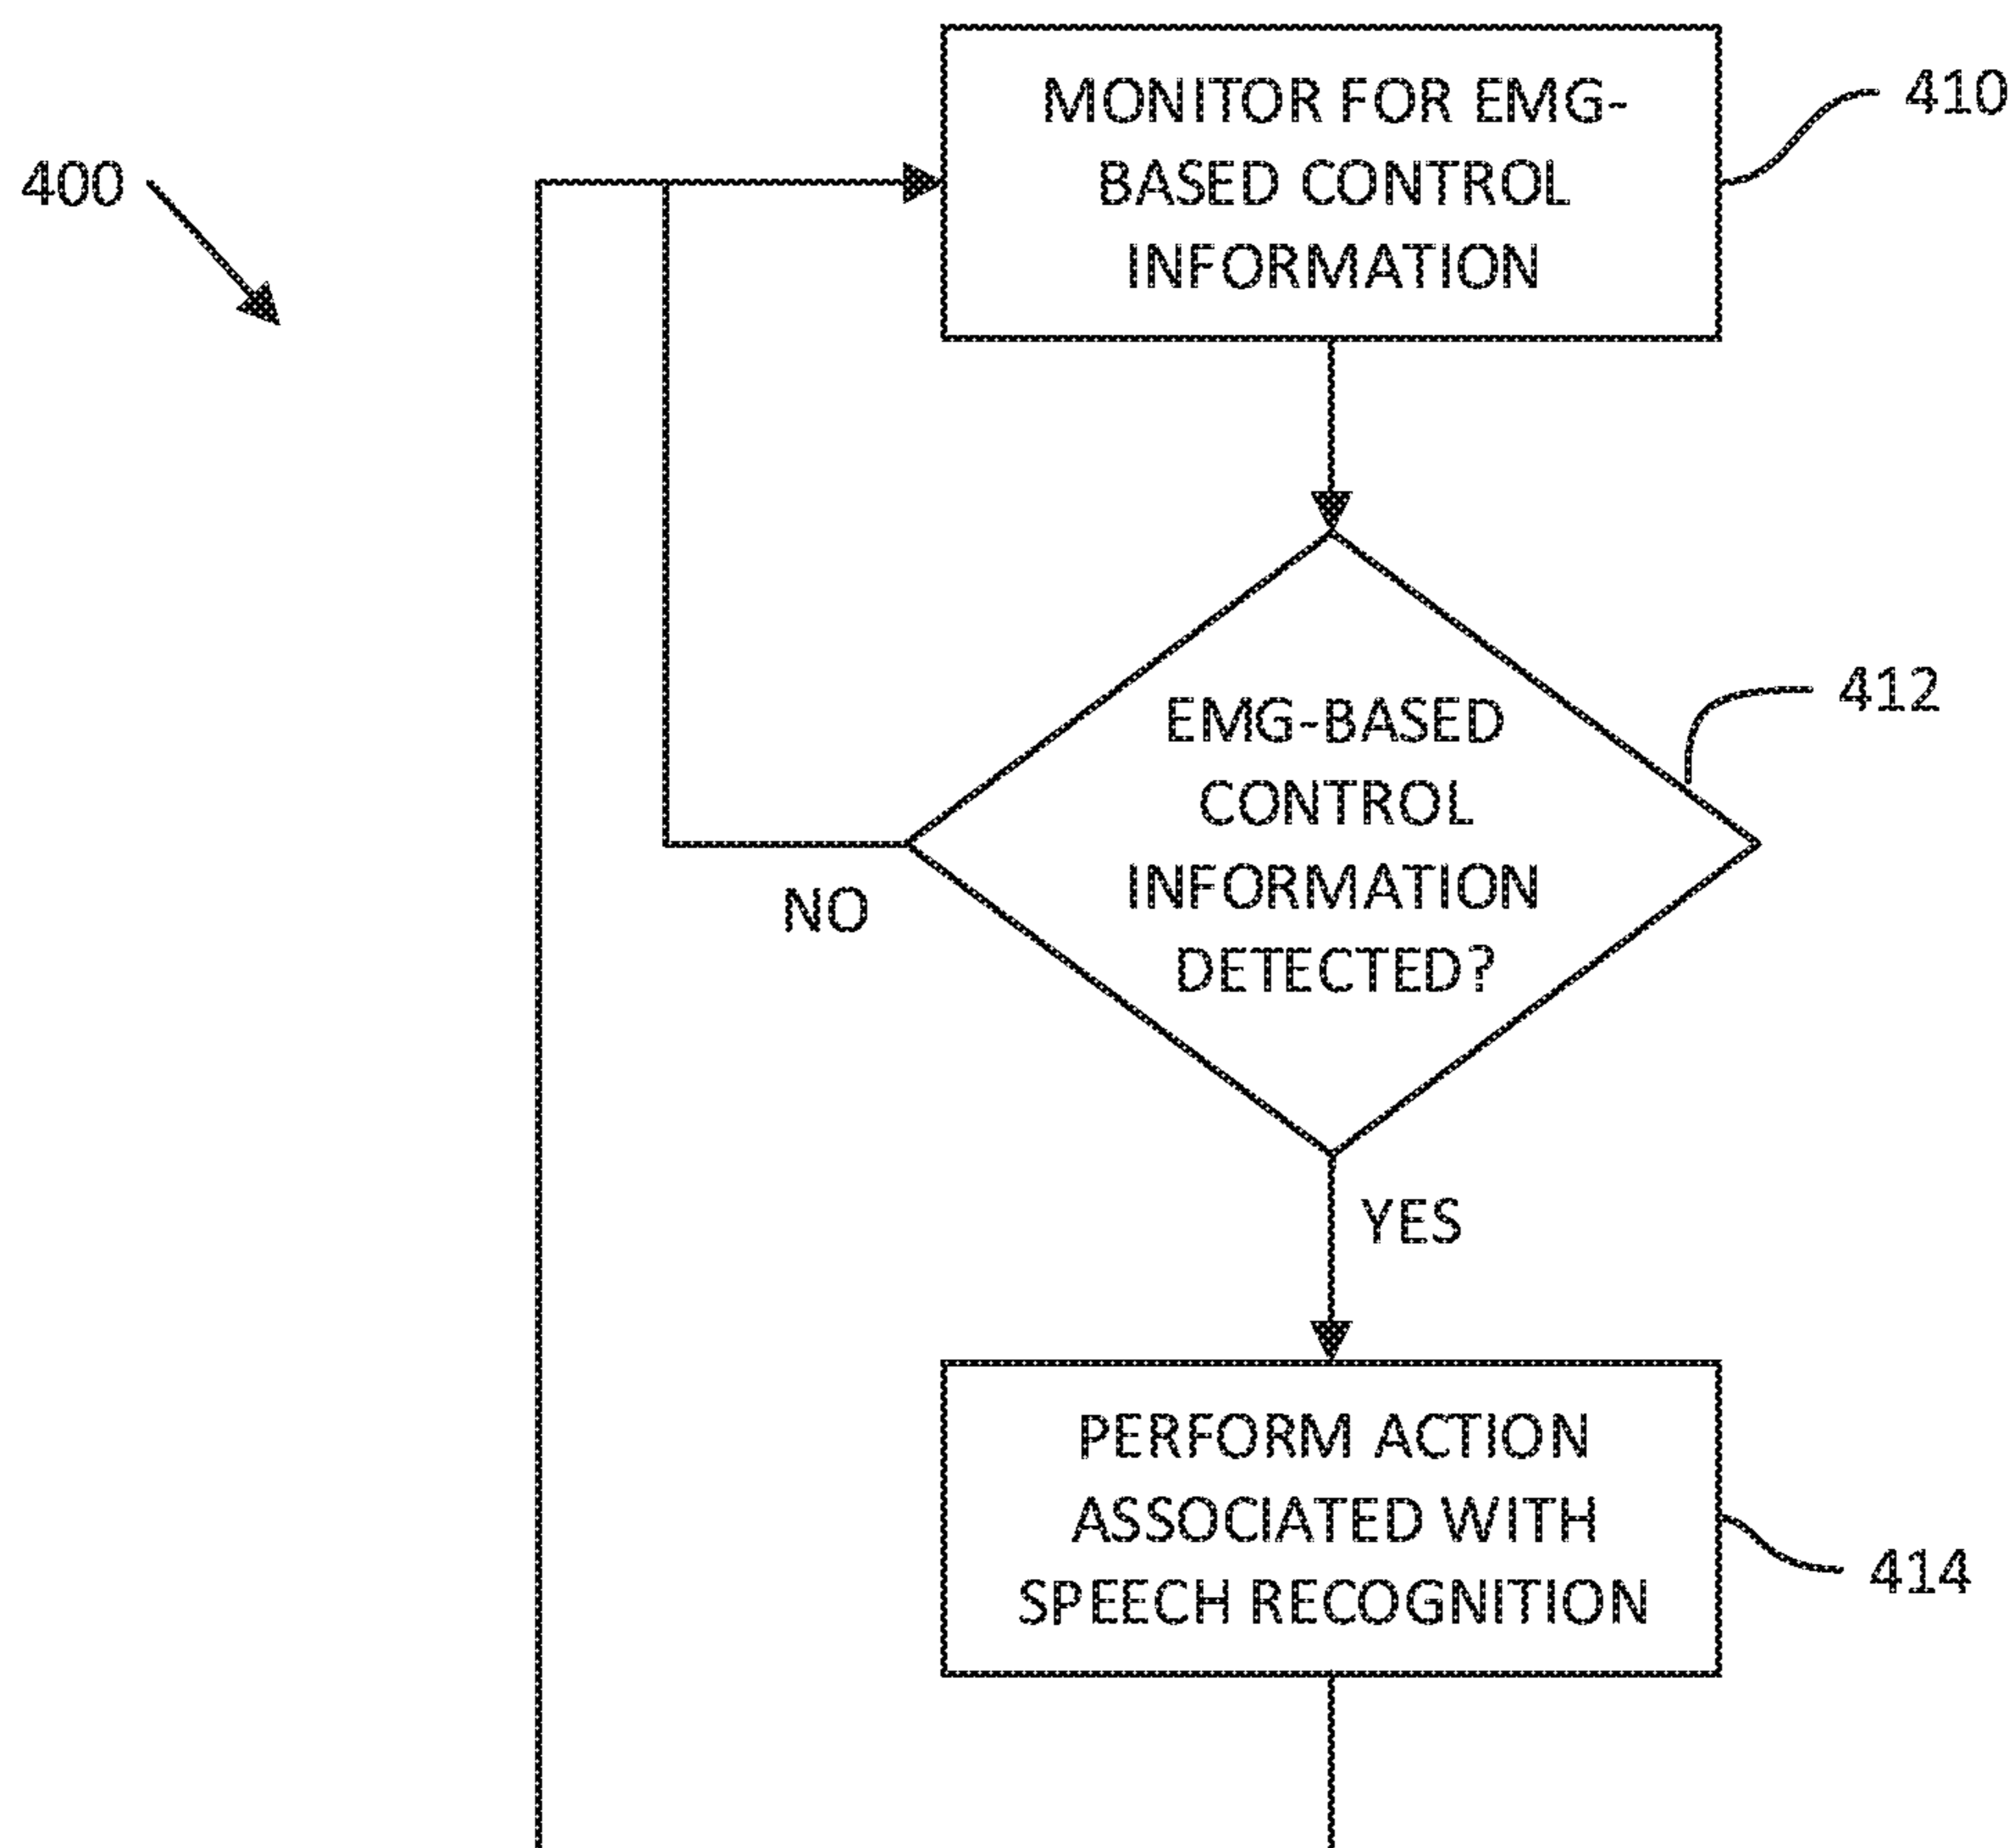 400
MONITOR FOR EMG-
BASED CONTROL
INFORMATION
410
EMG-BASED
CONTROL
INFORMATION
DETECTED?
412
NO
YES
PERFORM ACTION
ASSOCIATED WITH
SPEECH RECOGNITION
414